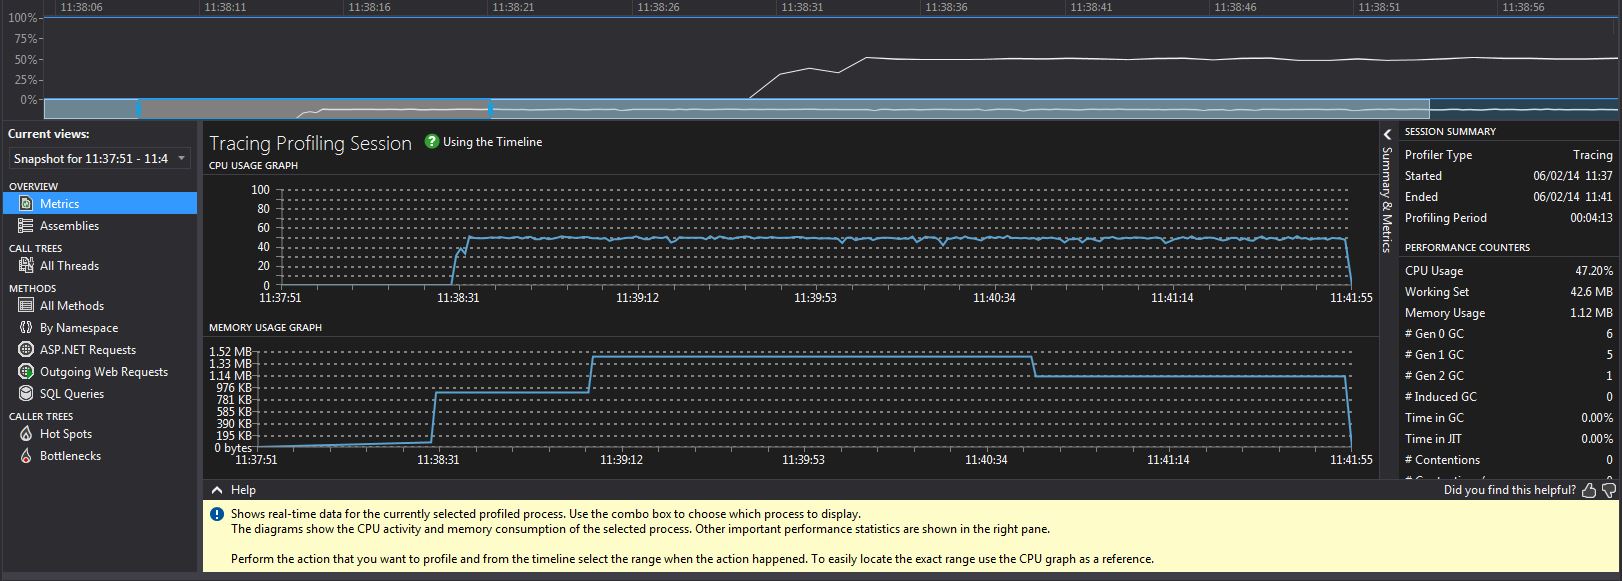 11:38:06 11:38:11 11:38:16 11:38:21 11:38:26 11:38:31 11:38:36 11:38:41 11:38:46 11:38:51 11:38:56
100%
75%
50%
25%
0%
Current views:
Snapshot for 11:37:51 - 11:4
OVERVIEW
Metrics
Assemblies
CALL TREES
All Threads
METHODS
All Methods
By Namespace
ASP.NET Requests
Outgoing Web Requests
SQL Queries
CALLER TREES
Hot Spots
Bottlenecks
Tracing Profiling Session ? Using the Timeline
CPU USAGE GRAPH
100
80
60
40
20
0
11:37:51 11:38:31 11:39:12 11:39:53 11:40:34 11:41:14 11:41:55
MEMORY USAGE GRAPH
1.52 MB
1.33 MB
1.14 MB
976 KB
781 KB
585 KB
390 KB
195 KB
0 bytes
11:37:51 11:38:31 11:39:12 11:39:53 11:40:34 11:41:14 11:41:55
Summary & Metrics
SESSION SUMMARY
Profiler Type Tracing
Started 06/02/14 11:37
Ended 06/02/14 11:41
Profiling Period 00:04:13
PERFORMANCE COUNTERS
CPU Usage 47.20%
Working Set 42.6 MB
Memory Usage 1.12 MB
# Gen 0 GC 6
# Gen 1 GC 5
# Gen 2 GC 1
# Induced GC 0
Time in GC 0.00%
Time in JIT 0.00%
# Contentions 0
Help
Did you find this helpful?
Shows real-time data for the currently selected profiled process. Use the combo box to choose which process to display.
The diagrams show the CPU activity and memory consumption of the selected process. Other important performance statistics are shown in the right pane.
Perform the action that you want to profile and from the timeline select the range when the action happened. To easily locate the exact range use the CPU graph as a reference.